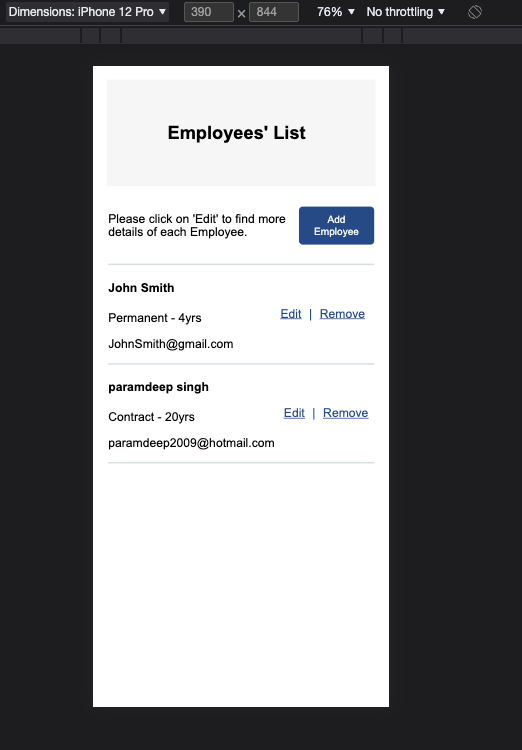 Dimensions: iPhone 12 Pro ▼ 390 × 844 76% ▼ No throttling ▼
Employees' List
Please click on 'Edit' to find more
details of each Employee.
Add
Employee
John Smith
Permanent - 4yrs
Edit | Remove
JohnSmith@gmail.com
paramdeep singh
Contract - 20yrs
Edit | Remove
paramdeep2009@hotmail.com